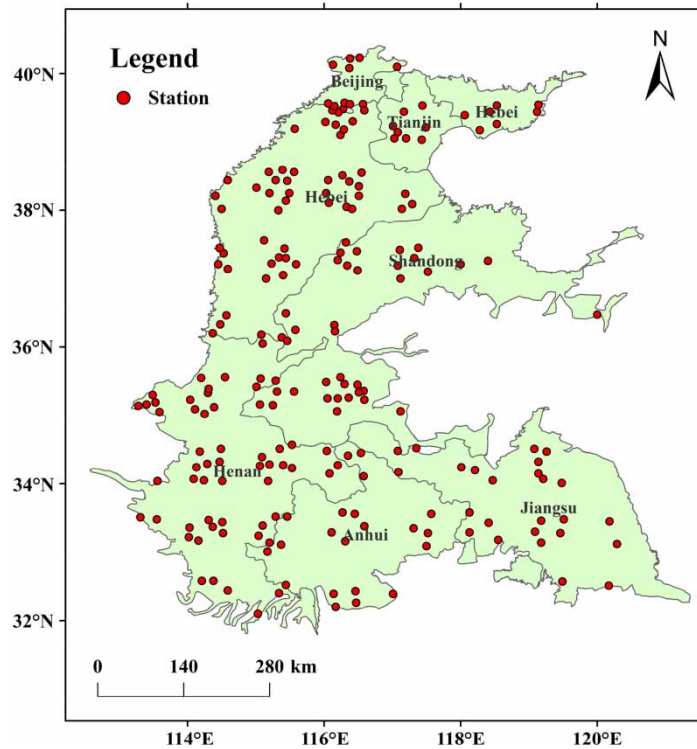 N
Legend
Station
40°N
38°N
36°N
34°N
32°N
Beijing
Tianjin
Hebei
Hebei
Shandong
Henan
Anhui
Jiangsu
0 140 280 km
114°E 116°E 118°E 120°E